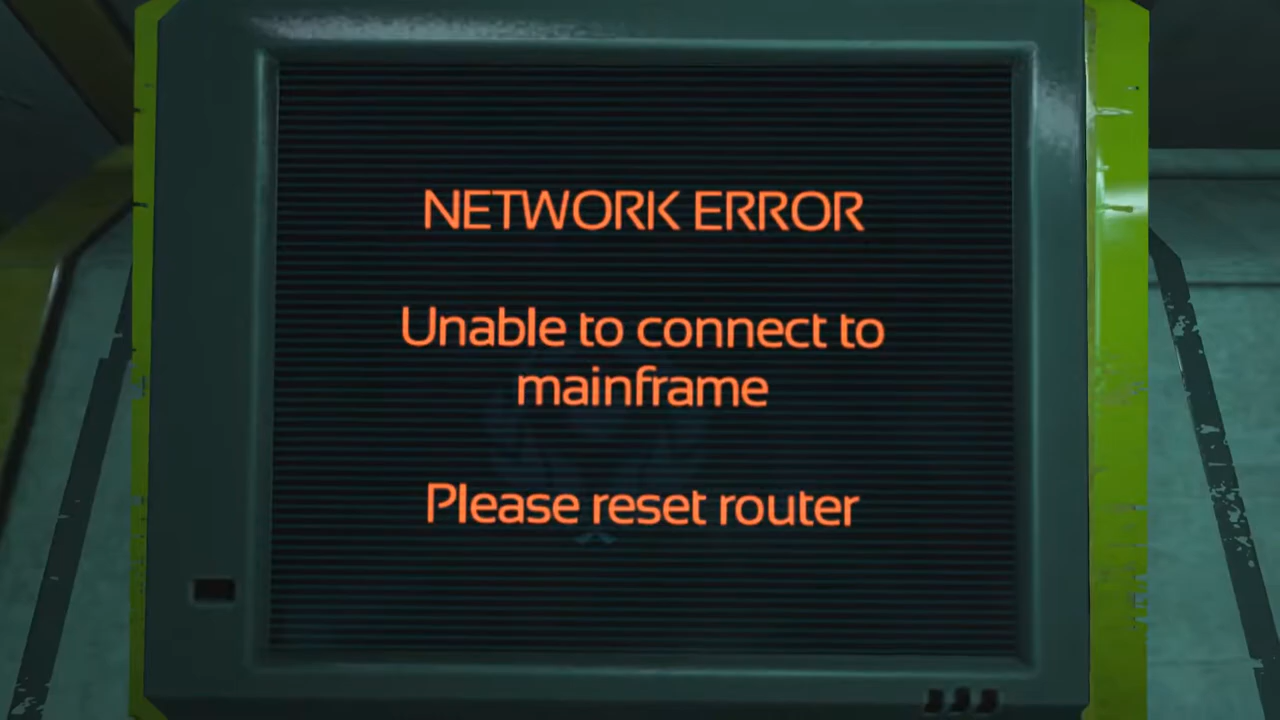 NETWORK ERROR
Unable to connect to
mainframe
Please reset router